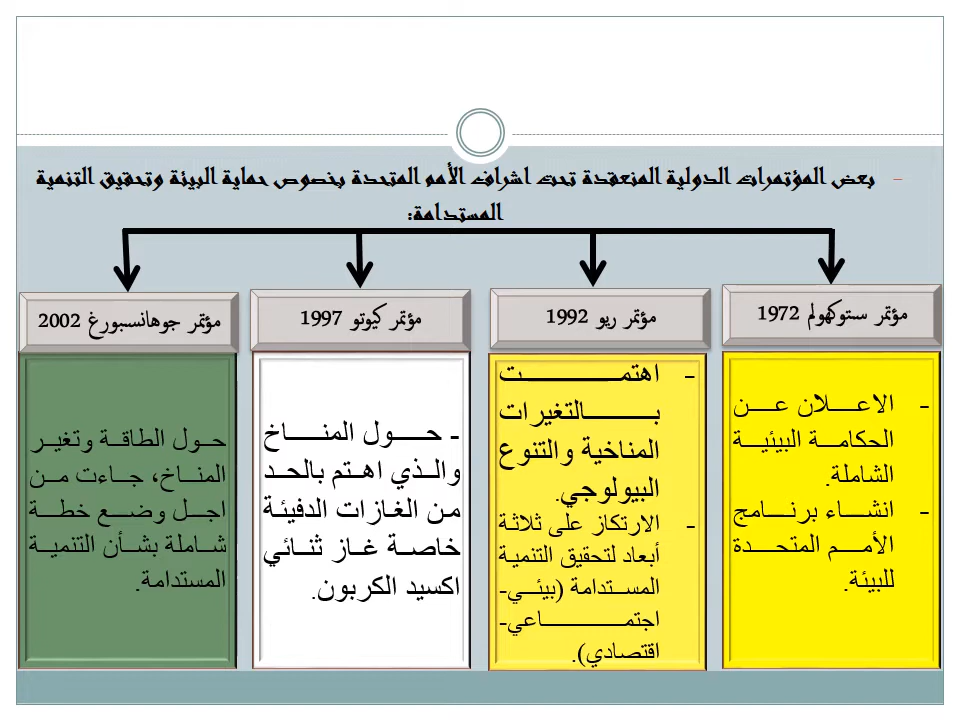 - بعض المؤتمرات الدولية المنعقدة تحت اشراف الأمم المتحدة بخصوص حماية البيئة وتحقيق التنمية
المستدامة:
مؤتمر ستوكهولم 1972
- الاعلان عن
الحكامة البيئية
الشاملة.
- انشاء برنامج
الأمم المتحدة
للبيئة.
مؤتمر ريو 1992
- اهتمت
بالتغيرات
المناخية والتنوع
البيولوجي.
- الارتكاز على ثلاثة
أبعاد لتحقيق التنمية
المستدامة (بيئي-
اجتماعي-
اقتصادي).
مؤتمر كيوتو 1997
- حول المناخ
والذي اهتم بالحد
من الغازات الدفيئة
خاصة غاز ثنائي
اكسيد الكربون.
مؤتمر جوهانسبورغ 2002
حول الطاقة وتغير
المناخ، جاءت من
اجل وضع خطة
شاملة بشأن التنمية
المستدامة.